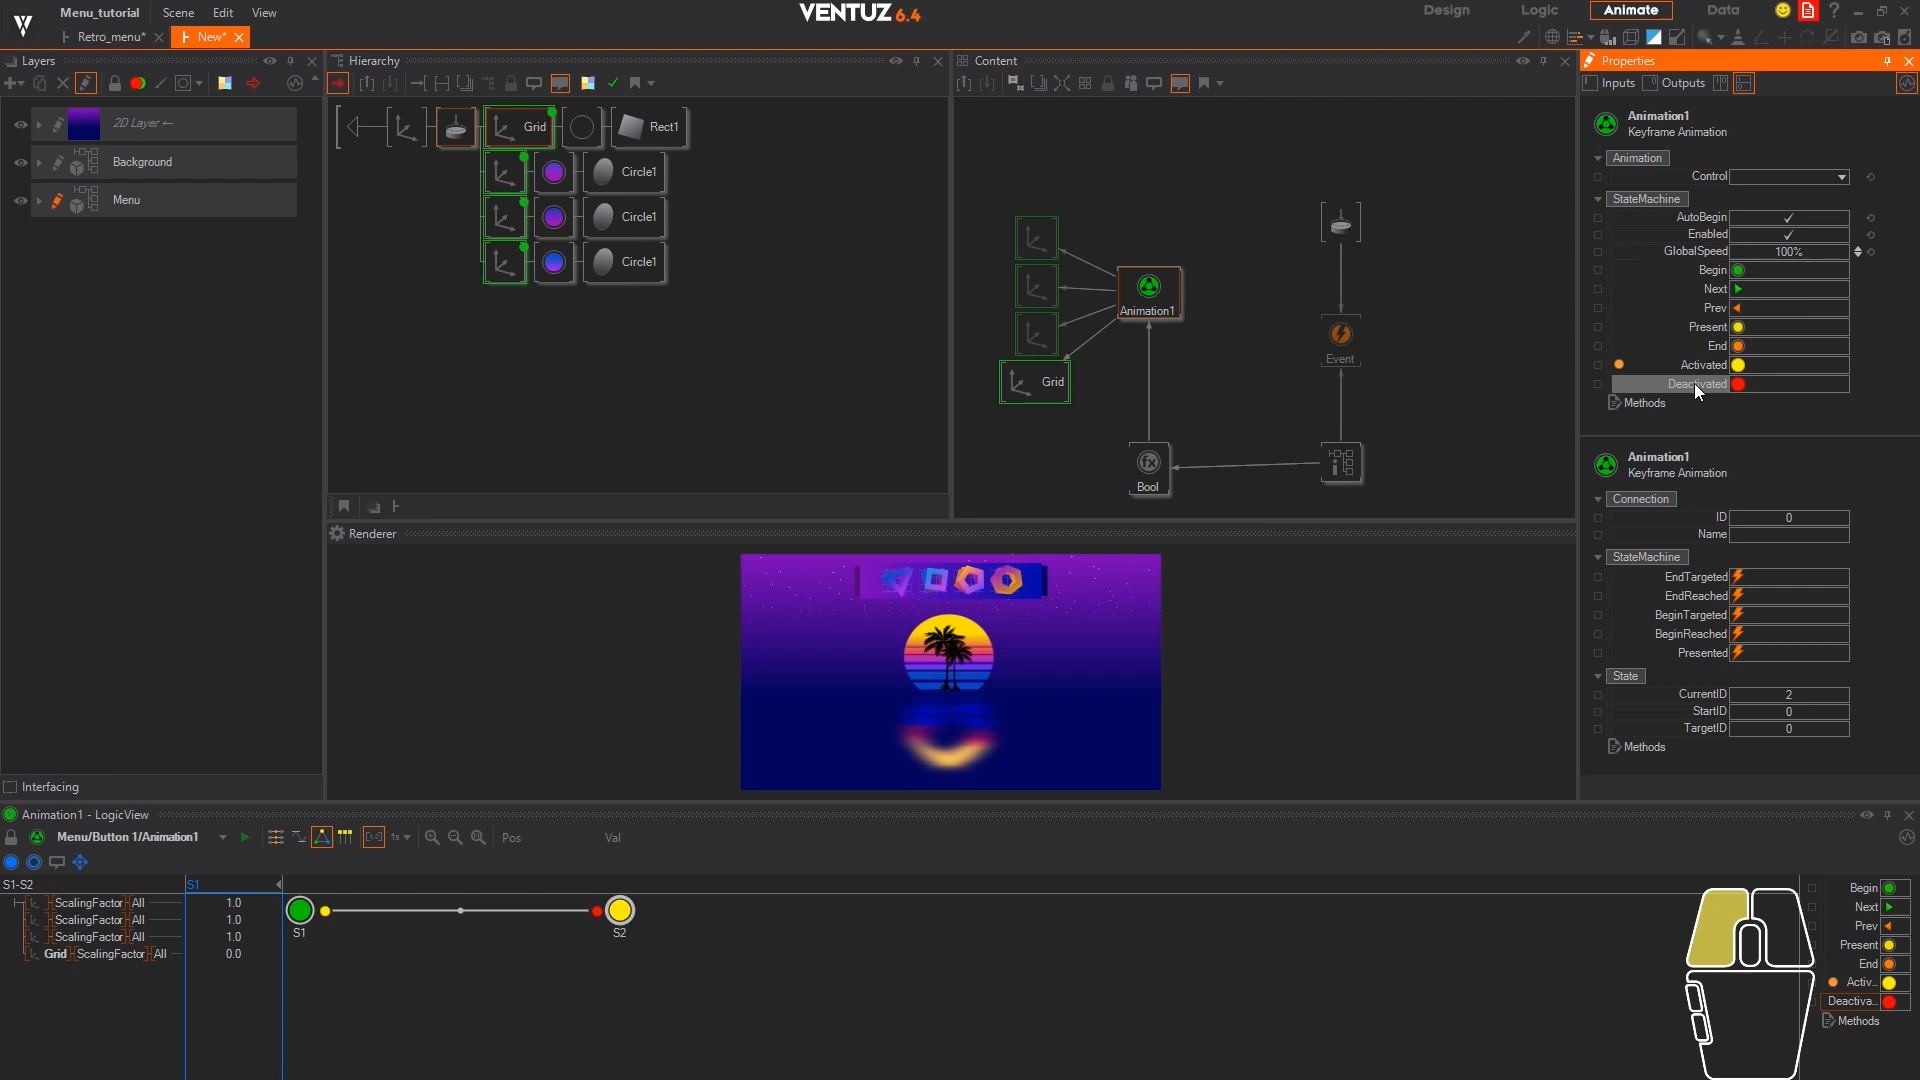 Menu_tutorial Scene Edit View
VENTUZ 6.4
Design Logic Animate Data
Retro_menu* New*
Layers
2D Layer
Background
Menu
Interfacing
Hierarchy
Grid
Rect1
Circle1
Circle1
Circle1
Content
Animation1
Grid
Event
Bool
Renderer
Properties
Inputs Outputs
Animation1
Keyframe Animation
Animation
Control
StateMachine
AutoBegin
Enabled
GlobalSpeed 100%
Begin
Next
Prev
Present
End
Activated
Deactivated
Methods
Animation1
Keyframe Animation
Connection
ID 0
Name
StateMachine
EndTargeted
EndReached
BeginTargeted
BeginReached
Presented
State
CurrentID 2
StartID 0
TargetID 0
Methods
Animation1 - LogicView
Menu/Button 1/Animation1 1s Pos Val
S1-S2 S1
ScalingFactor All 1.0
ScalingFactor All 1.0
ScalingFactor All 1.0
Grid ScalingFactor All 0.0
S1 S2
Begin
Next
Prev
Present
End
Activ...
Deactiva...
Methods